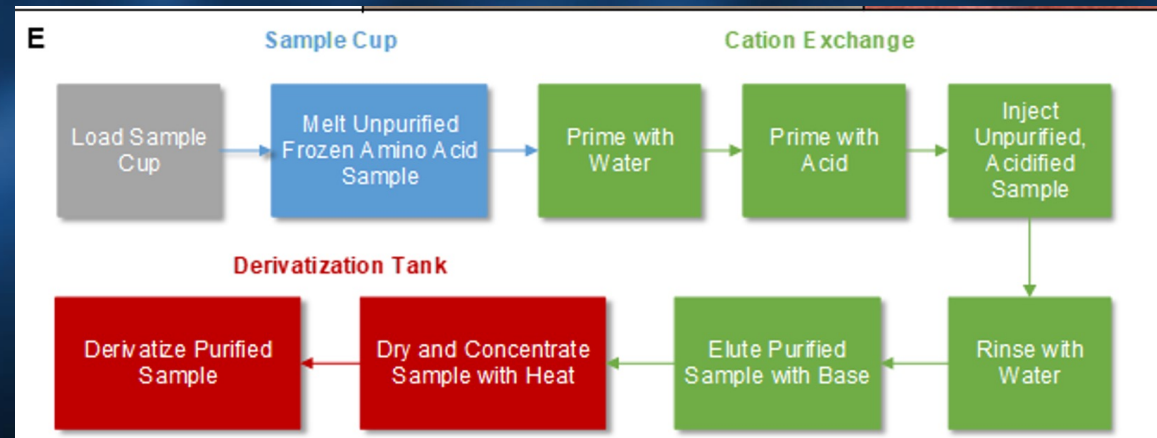 E
Sample Cup
Cation Exchange
Load Sample
Cup
Melt Unpurified
Frozen Amino Acid
Sample
Prime with
Water
Prime with
Acid
Inject
Unpurified,
Acidified
Sample
Derivatization Tank
Derivatize Purified
Sample
Dry and Concentrate
Sample with Heat
Elute Purified
Sample with Base
Rinse with
Water